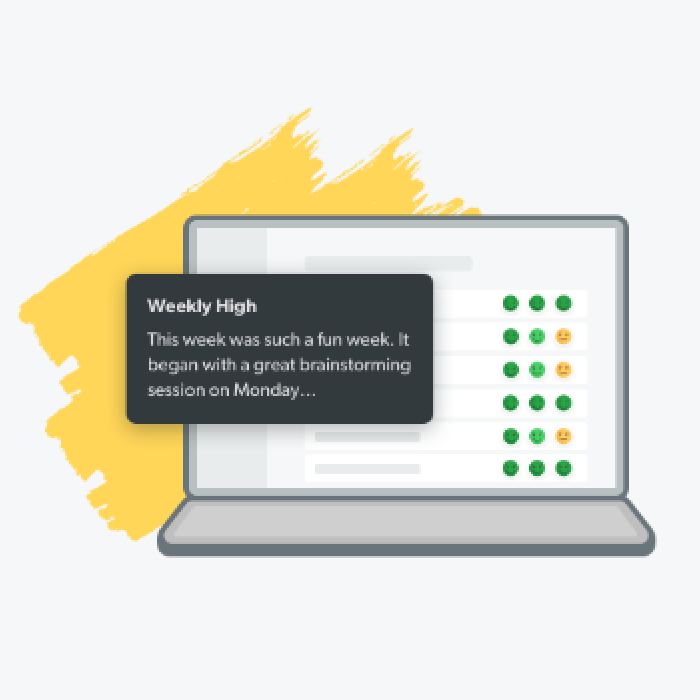 Weekly High
This week was such a fun week. It
began with a great brainstorming
session on Monday...